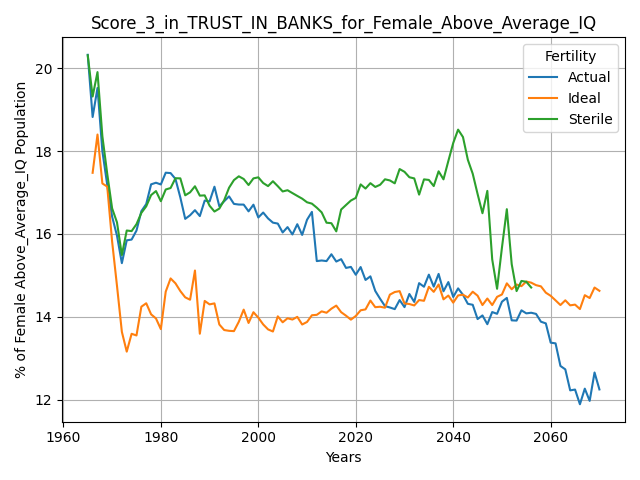 Score_3_in_TRUST_IN_BANKS_for_Female_Above_Average_IQ
% of Female Above_Average_IQ Population
20
18
16
14
12
Fertility
Actual
Ideal
Sterile
1960
1980
2000
2020
2040
2060
Years